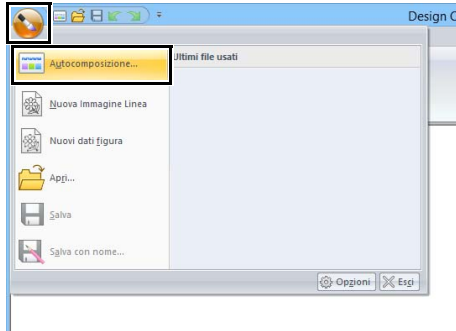 Design C
Ultimi file usati
Autocomposizione...
Nuova Immagine Linea
Nuovi dati figura
Apri...
Salva
Salva con nome...
Opzioni
Esci